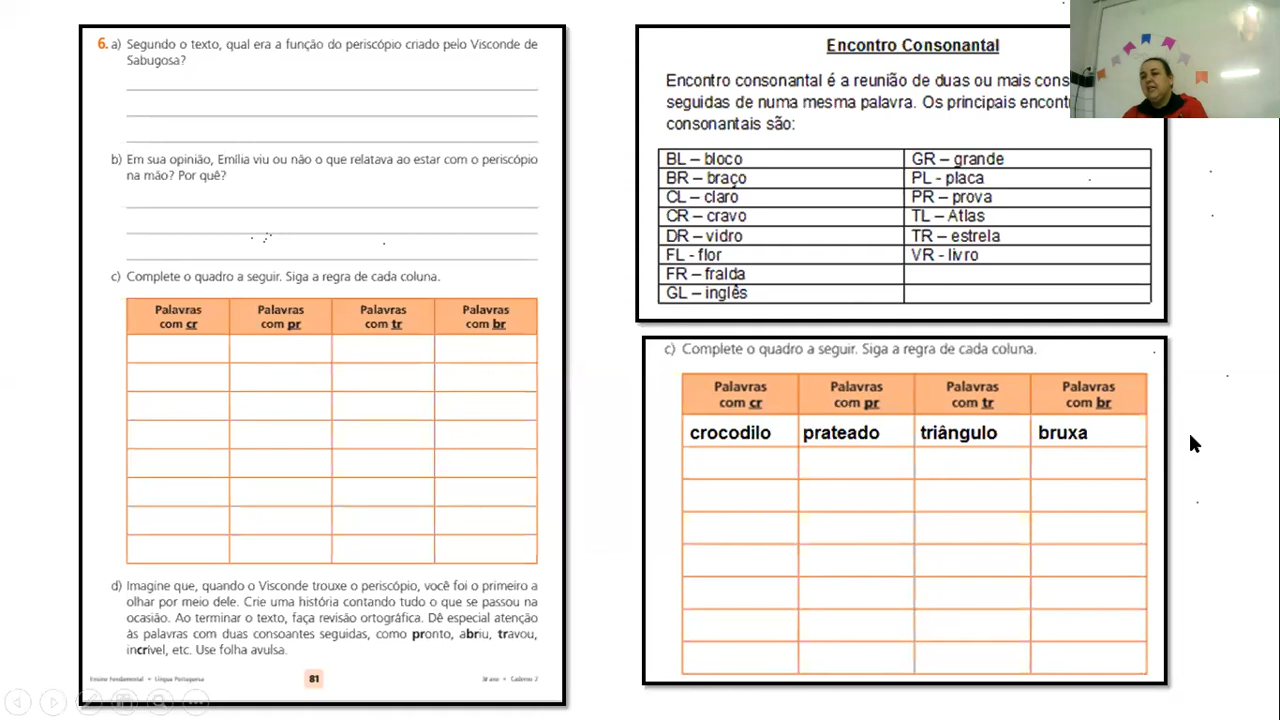 6. a) Segundo o texto, qual era a função do periscópio criado pelo Visconde de
Sabugosa?
b) Em sua opinião, Emília viu ou não o que relatava ao estar com o periscópio
na mão? Por quê?
c) Complete o quadro a seguir. Siga a regra de cada coluna.
Palavras com cr
Palavras com pr
Palavras com tr
Palavras com br
d) Imagine que, quando o Visconde trouxe o periscópio, você foi o primeiro a
olhar por meio dele. Crie uma história contando tudo o que se passou na
ocasião. Ao terminar o texto, faça revisão ortográfica. Dê especial atenção
às palavras com duas consoantes seguidas, como pronto, abriu, travou,
incrível, etc. Use folha avulsa.
Ensino Fundamental • Língua Portuguesa
81
3º ano • Caderno 2
Encontro Consonantal
Encontro consonantal é a reunião de duas ou mais cons
seguidas de numa mesma palavra. Os principais encont
consonantais são:
BL – bloco
GR – grande
BR – braço
PL - placa
CL – claro
PR – prova
CR – cravo
TL – Atlas
DR – vidro
TR – estrela
FL - flor
VR - livro
FR – fralda
GL – inglês
c) Complete o quadro a seguir. Siga a regra de cada coluna.
Palavras com cr
Palavras com pr
Palavras com tr
Palavras com br
crocodilo
prateado
triângulo
bruxa